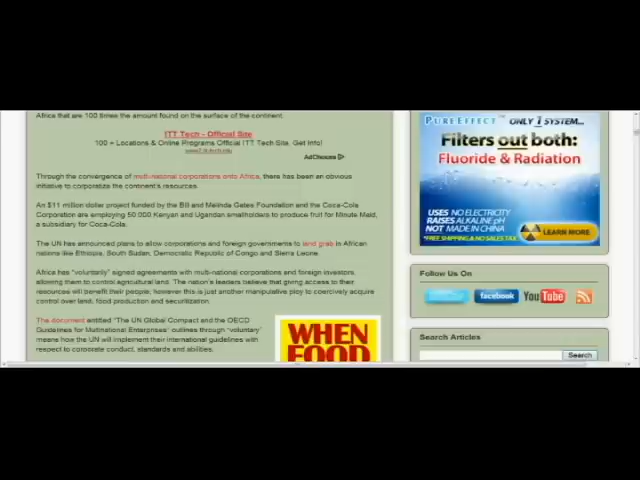 Africa that are 100 times the amount found on the surface of the continent.
ITT Tech - Official Site
100 + Locations & Online Programs Official ITT Tech Site, Get Info!
www.itt-tech.edu
AdChoices
Through the convergence of multi-national corporations onto Africa, there has been an obvious
initiative to corporatize the continent's resources.
An $11 million dollar project funded by the Bill and Melinda Gates Foundation and the Coca-Cola
Corporation are employing 50,000 Kenyan and Ugandan smallholders to produce fruit for Minute Maid,
a subsidiary for Coca-Cola.
The UN has announced plans to allow corporations and foreign governments to land grab in African
nations like Ethiopia, South Sudan, Democratic Republic of Congo and Sierra Leone.
Africa has "voluntarily" signed agreements with multi-national corporations and foreign investors,
allowing them to control agricultural land. The nation's leaders believe that giving access to their
resources will benefit their people; however this is just another manipulative ploy to coercively acquire
control over land, food production and securitization.
The document entitled "The UN Global Compact and the OECD
Guidelines for Multinational Enterprises" outlines through "voluntary"
means how the UN will implement their international guidelines with
respect to corporate conduct, standards and abilities.
WHEN
FOOD
PUREEFFECT ONLY 1 SYSTEM...
Filters out both:
Fluoride & Radiation
USES NO ELECTRICITY
RAISES ALKALINE pH
NOT MADE IN CHINA
*FREE SHIPPING & NO SALES TAX
LEARN MORE
Follow Us On
facebook
YouTube
Search Articles
Search